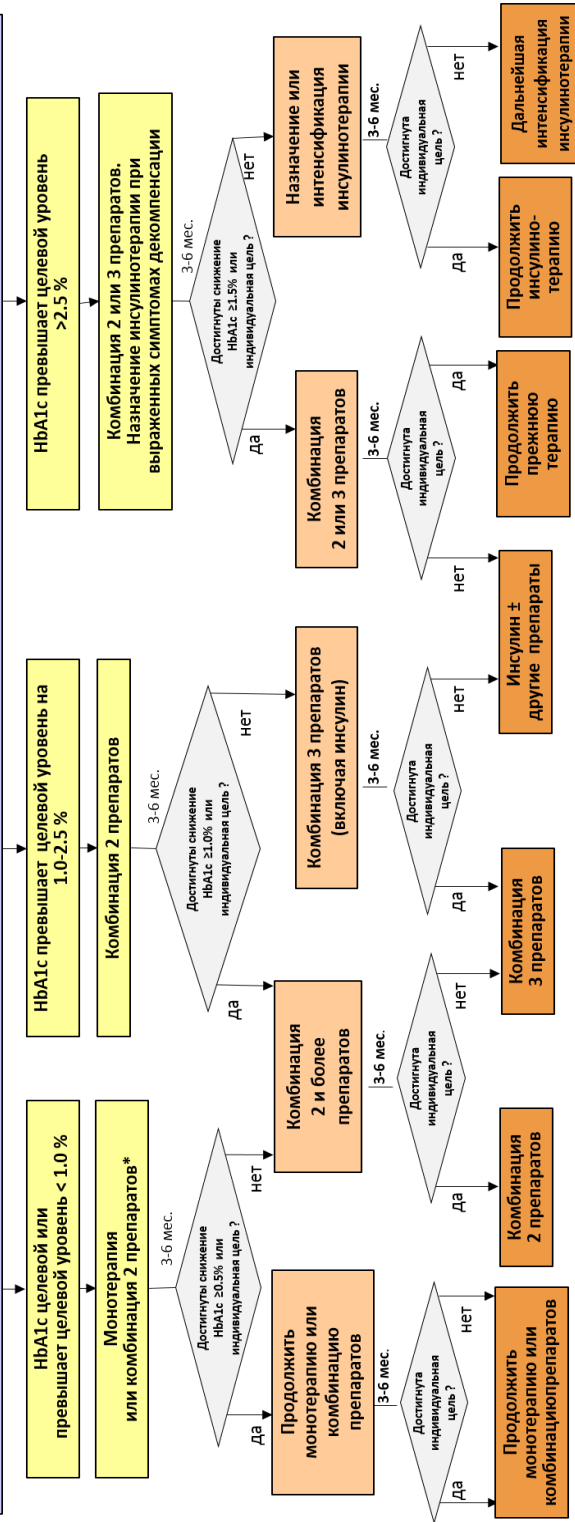 HbA1c целевой или
превышает целевой уровень < 1.0 %
Монотерапия
или комбинация 2 препаратов*
3-6 мес.
Достигнуты снижение
HbA1c ≥0.5% или
индивидуальная цель ?
да
нет
Продолжить
монотерапию или
комбинацию
препаратов
3-6 мес.
Достигнута
индивидуальная
цель ?
да
нет
Продолжить
монотерапию или
комбинациюпрепаратов
HbA1c превышает целевой уровень на
1.0-2.5 %
Комбинация 2 препаратов
3-6 мес.
Достигнуты снижение
HbA1c ≥1.0% или
индивидуальная цель ?
да
нет
Комбинация
2 и более
препаратов
3-6 мес.
Достигнута
индивидуальная
цель ?
да
нет
Комбинация
2 препаратов
Комбинация
3 препаратов
Комбинация 3 препаратов
(включая инсулин)
3-6 мес.
Достигнута
индивидуальная
цель ?
да
нет
Инсулин ±
другие препараты
HbA1c превышает целевой уровень
>2.5 %
Комбинация 2 или 3 препаратов.
Назначение инсулинотерапии при
выраженных симптомах декомпенсации
3-6 мес.
Достигнуты снижение
HbA1c ≥1.5% или
индивидуальная цель ?
да
нет
Комбинация
2 или 3 препаратов
3-6 мес.
Достигнута
индивидуальная
цель ?
нет
да
Продолжить
прежнюю
терапию
Назначение или
интенсификация
инсулинотерапии
3-6 мес.
Достигнута
индивидуальная
цель ?
да
нет
Продолжить
инсулино-
терапию
Дальнейшая
интенсификация
инсулинотерапии